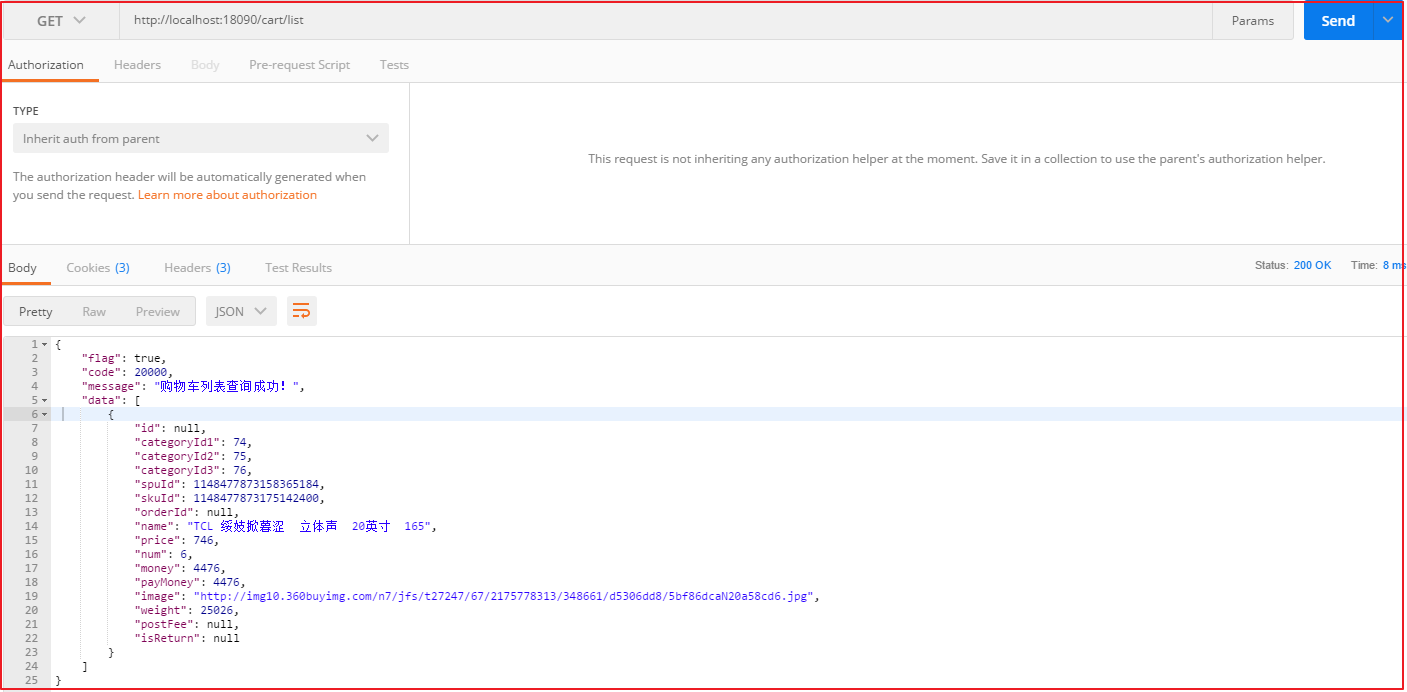 GET http://localhost:18090/cart/list Params Send
Authorization Headers Body Pre-request Script Tests
TYPE
Inherit auth from parent
This request is not inheriting any authorization helper at the moment. Save it in a collection to use the parent's authorization helper.
The authorization header will be automatically generated when
you send the request. Learn more about authorization
Body Cookies (3) Headers (3) Test Results Status: 200 OK Time: 8 ms
Pretty Raw Preview JSON
1 {
2 "flag": true,
3 "code": 20000,
4 "message": "购物车列表查询成功! ",
5 "data": [
6 {
7 "id": null,
8 "categoryId1": 74,
9 "categoryId2": 75,
10 "categoryId3": 76,
11 "spuId": 1148477873158365184,
12 "skuId": 1148477873175142400,
13 "orderId": null,
14 "name": "TCL 绥妓掀暮涩 立体声 20英寸 165",
15 "price": 746,
16 "num": 6,
17 "money": 4476,
18 "payMoney": 4476,
19 "image": "http://img10.360buyimg.com/n7/jfs/t27247/67/2175778313/348661/d5306dd8/5bf86dcaN20a58cd6.jpg",
20 "weight": 25026,
21 "postFee": null,
22 "isReturn": null
23 }
24 ]
25 }